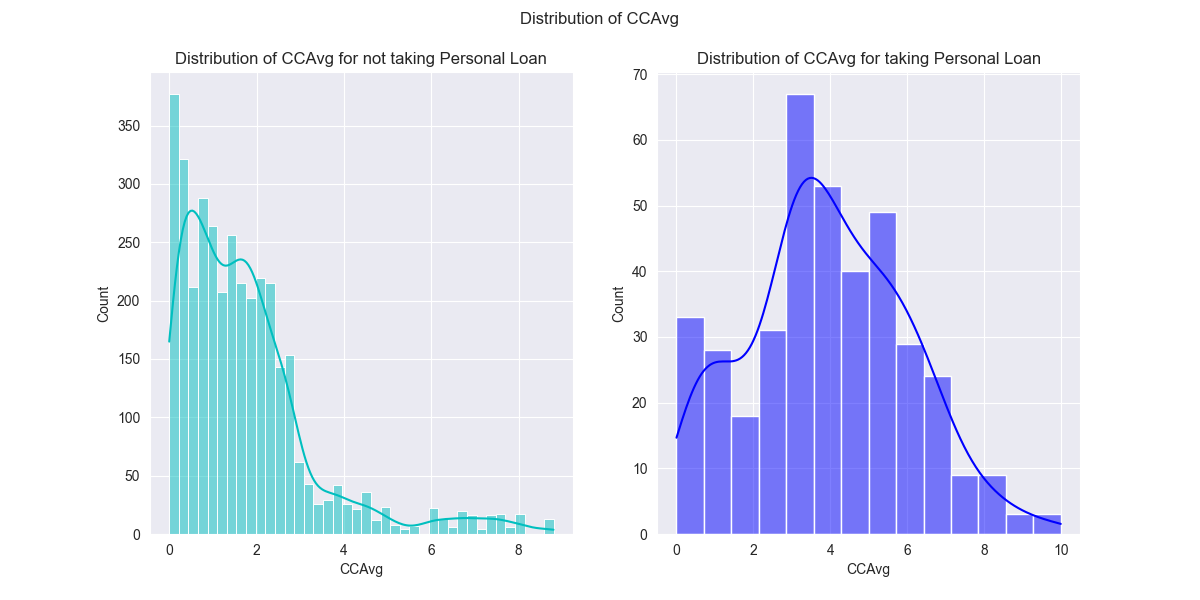 Distribution of CCAvg
Distribution of CCAvg for not taking Personal Loan
350
300
250
200
150
100
50
0
Count
0 2 4 6 8
CCAvg
Distribution of CCAvg for taking Personal Loan
70
60
50
40
30
20
10
0
Count
0 2 4 6 8 10
CCAvg